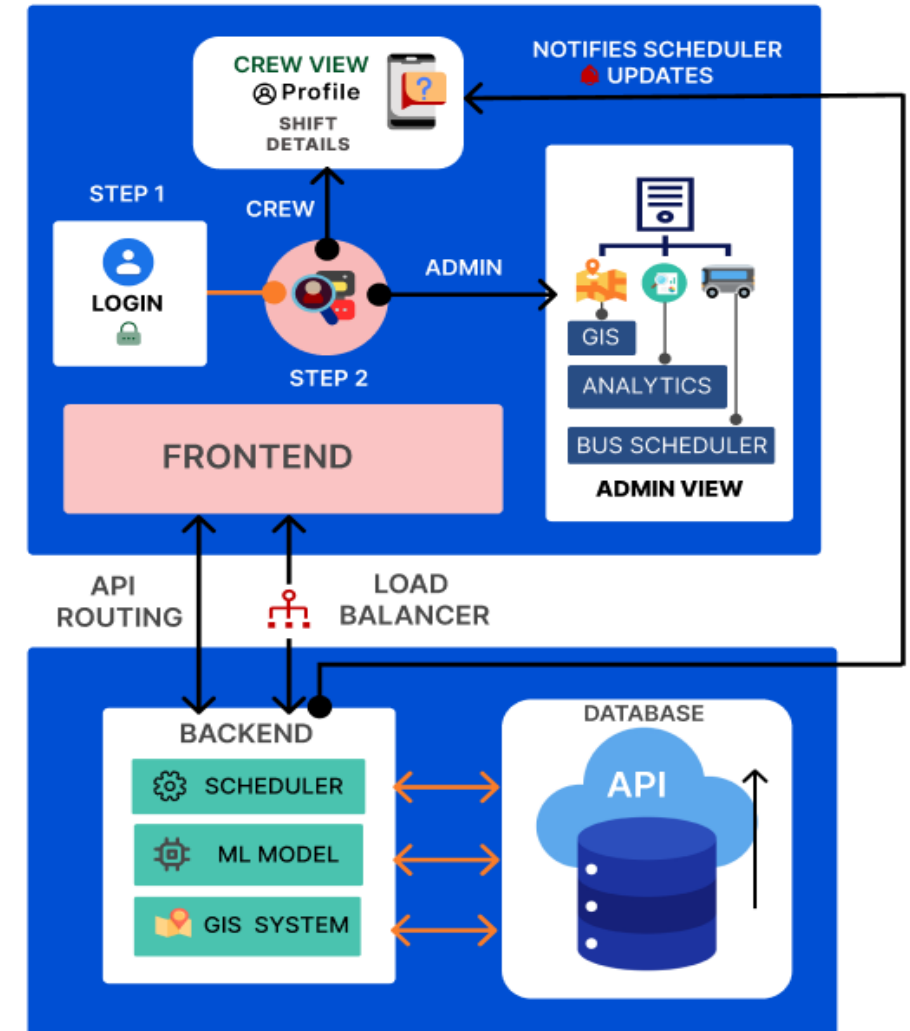 NOTIFIES SCHEDULER
UPDATES
CREW VIEW
Profile
SHIFT
DETAILS
?
STEP 1
CREW
LOGIN
ADMIN
STEP 2
GIS
ANALYTICS
BUS SCHEDULER
ADMIN VIEW
FRONTEND
API
ROUTING
LOAD
BALANCER
BACKEND
SCHEDULER
ML MODEL
GIS SYSTEM
DATABASE
API